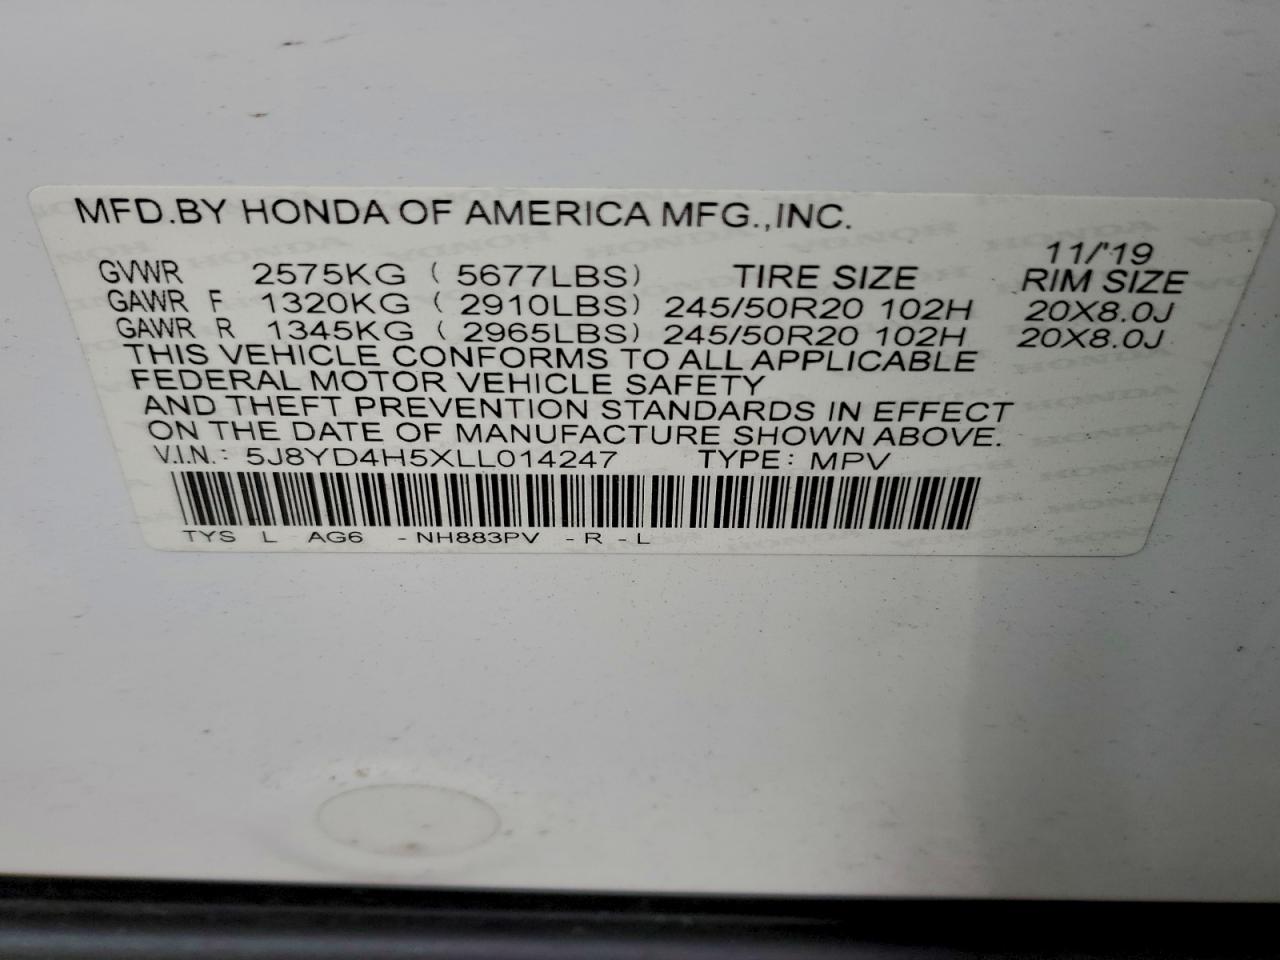 MFD.BY HONDA OF AMERICA MFG.,INC.
11/'19
GVWR 2575KG ( 5677LBS) TIRE SIZE RIM SIZE
GAWR F 1320KG ( 2910LBS) 245/50R20 102H 20X8.0J
GAWR R 1345KG ( 2965LBS) 245/50R20 102H 20X8.0J
THIS VEHICLE CONFORMS TO ALL APPLICABLE
FEDERAL MOTOR VEHICLE SAFETY
AND THEFT PREVENTION STANDARDS IN EFFECT
ON THE DATE OF MANUFACTURE SHOWN ABOVE.
V.I.N.: 5J8YD4H5XLL014247 TYPE: MPV
TYS L AG6 -NH883PV -R-L